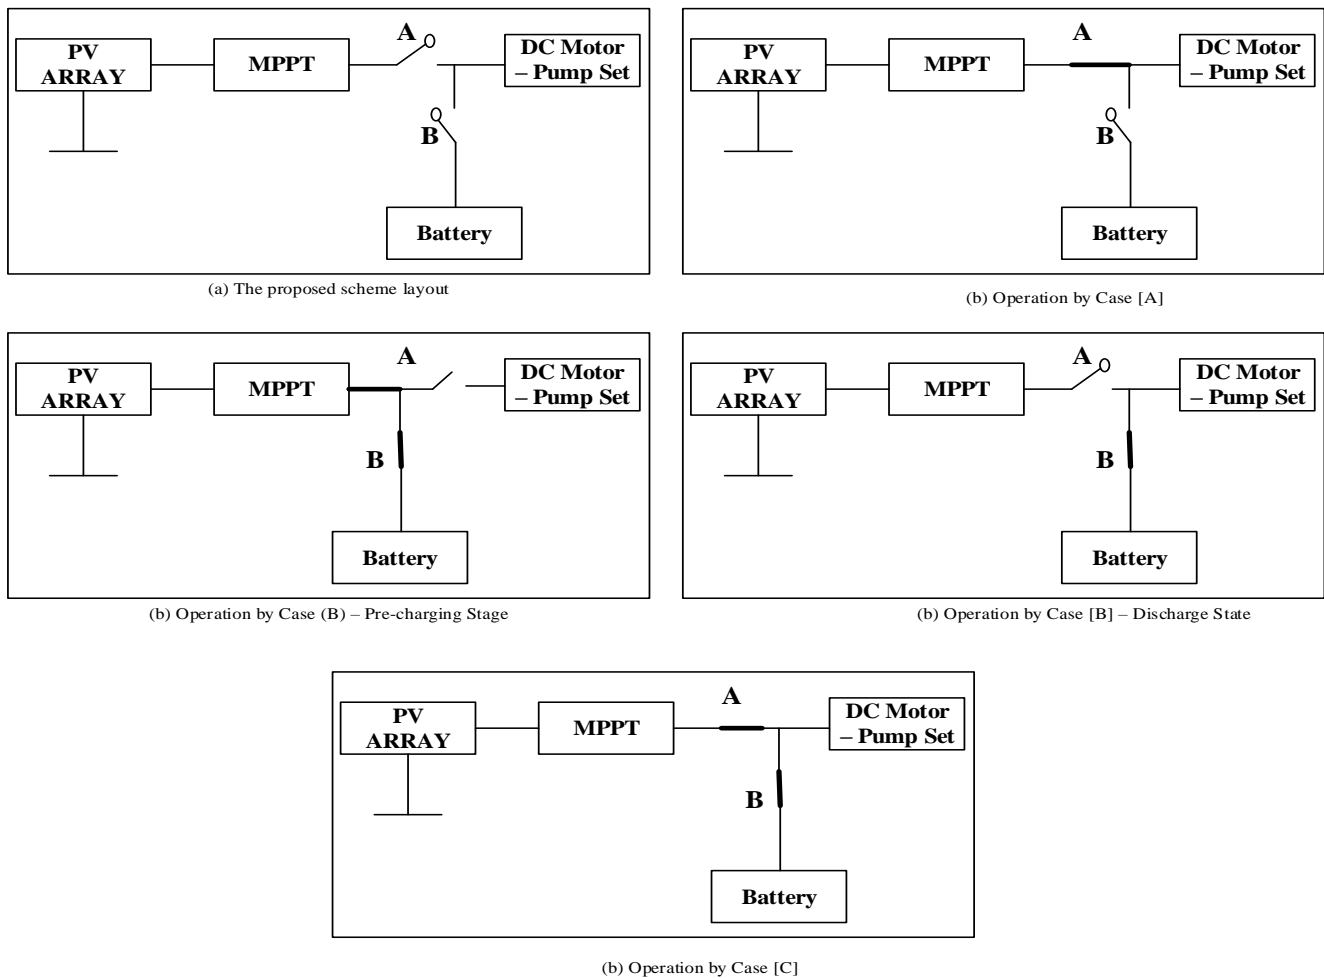 PV
ARRAY
MPPT
A
DC Motor
– Pump Set
B
Battery
(a) The proposed scheme layout
PV
ARRAY
MPPT
A
DC Motor
– Pump Set
B
Battery
(b) Operation by Case [A]
PV
ARRAY
MPPT
A
DC Motor
– Pump Set
B
Battery
(b) Operation by Case (B) – Pre-charging Stage
PV
ARRAY
MPPT
A
DC Motor
– Pump Set
B
Battery
(b) Operation by Case [B] – Discharge State
PV
ARRAY
MPPT
A
DC Motor
– Pump Set
B
Battery
(b) Operation by Case [C]